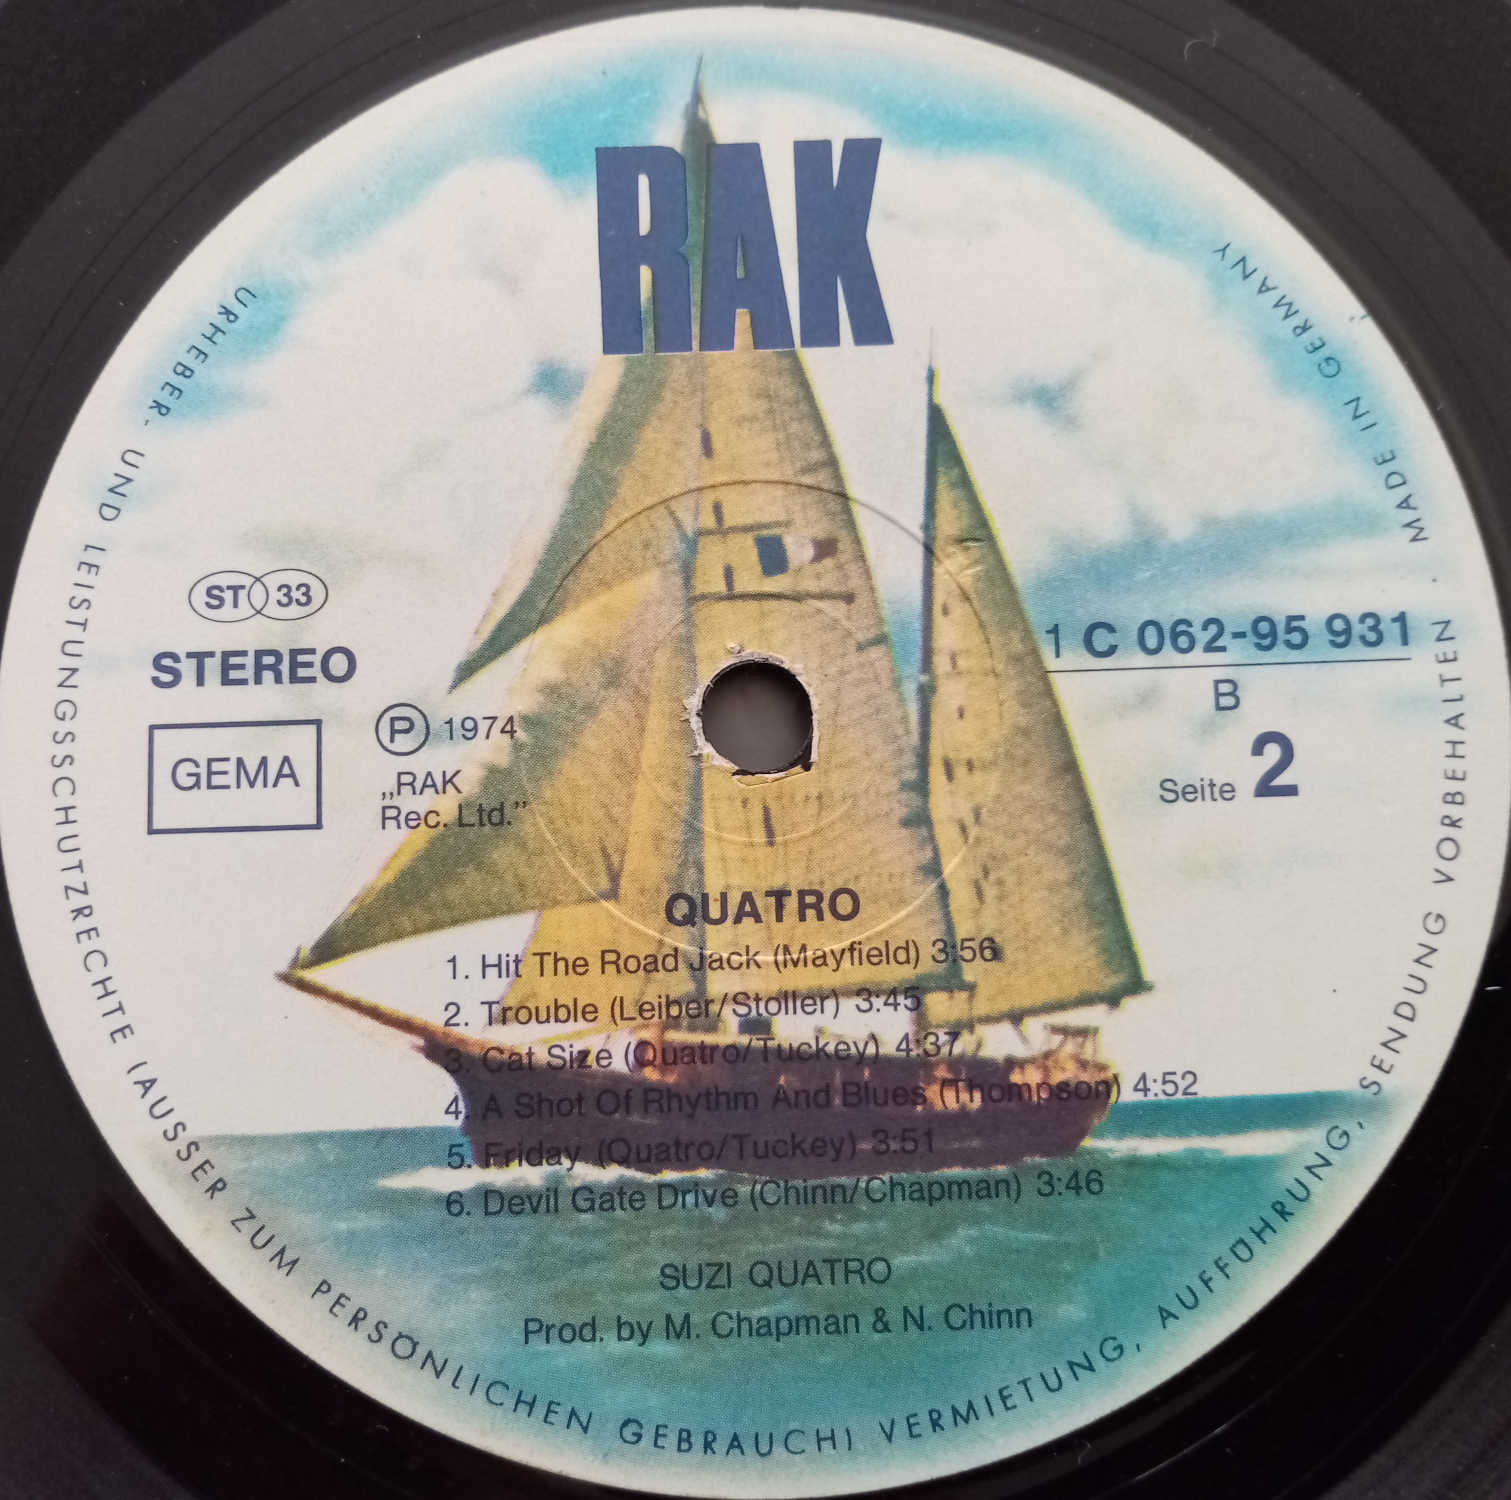 RAK
URHEBER- UND LEISTUNGSSCHUTZRECHTE (AUSSER ZUM PERSÖNLICHEN GEBRAUCH) VERMIETUNG, AUFFÜHRUNG, SENDUNG VORBEHALTEN · MADE IN GERMANY
ST 33
STEREO
GEMA
Ⓟ 1974
„RAK
Rec. Ltd."
1 C 062-95 931
B
Seite 2
QUATRO
1. Hit The Road Jack (Mayfield) 3:56
2. Trouble (Leiber/Stoller) 3:45
3. Cat Size (Quatro/Tuckey) 4:37
4. A Shot Of Rhythm And Blues (Thompson) 4:52
5. Friday (Quatro/Tuckey) 3:51
6. Devil Gate Drive (Chinn/Chapman) 3:46
SUZI QUATRO
Prod. by M. Chapman & N. Chinn